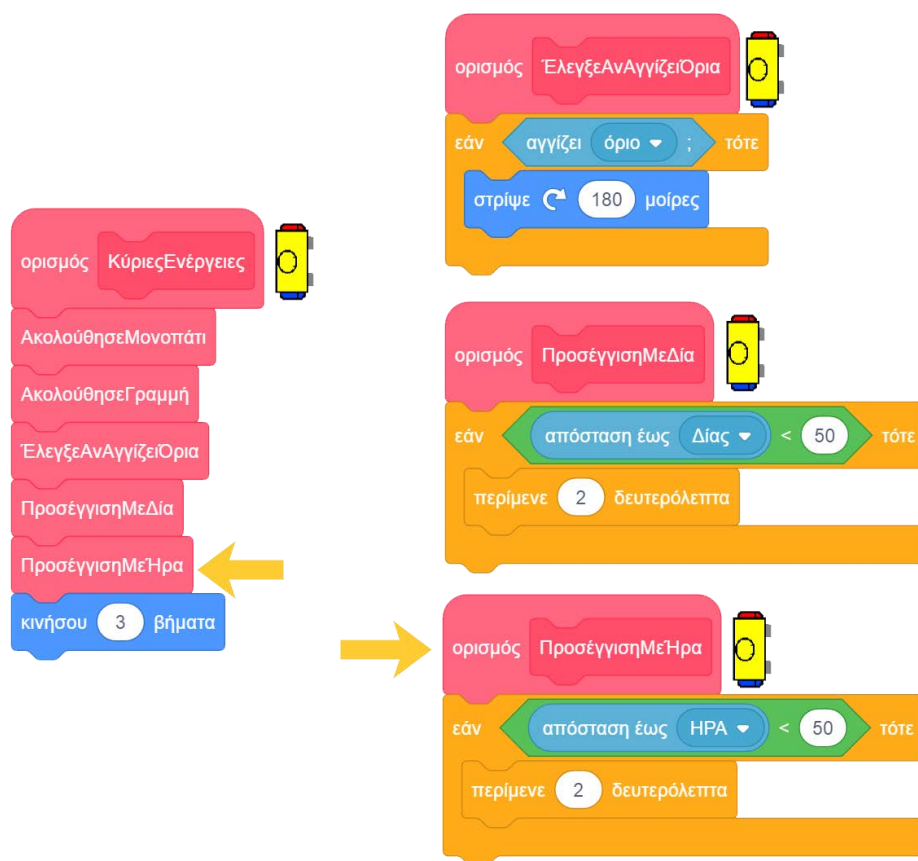 ορισμός ΚύριεςΕνέργειες
ΑκολούθησεΜονοπάτι
ΑκολούθησεΓραμμή
ΈλεγξεΑνΑγγίζειΌρια
ΠροσέγγισηΜεΔία
ΠροσέγγισηΜεΉρα
κινήσου 3 βήματα
ορισμός ΈλεγξεΑνΑγγίζειΌρια
εάν αγγίζει όριο ; τότε
στρίψε 180 μοίρες
ορισμός ΠροσέγγισηΜεΔία
εάν απόσταση έως Δίας < 50 τότε
περίμενε 2 δευτερόλεπτα
ορισμός ΠροσέγγισηΜεΉρα
εάν απόσταση έως ΗΡΑ < 50 τότε
περίμενε 2 δευτερόλεπτα